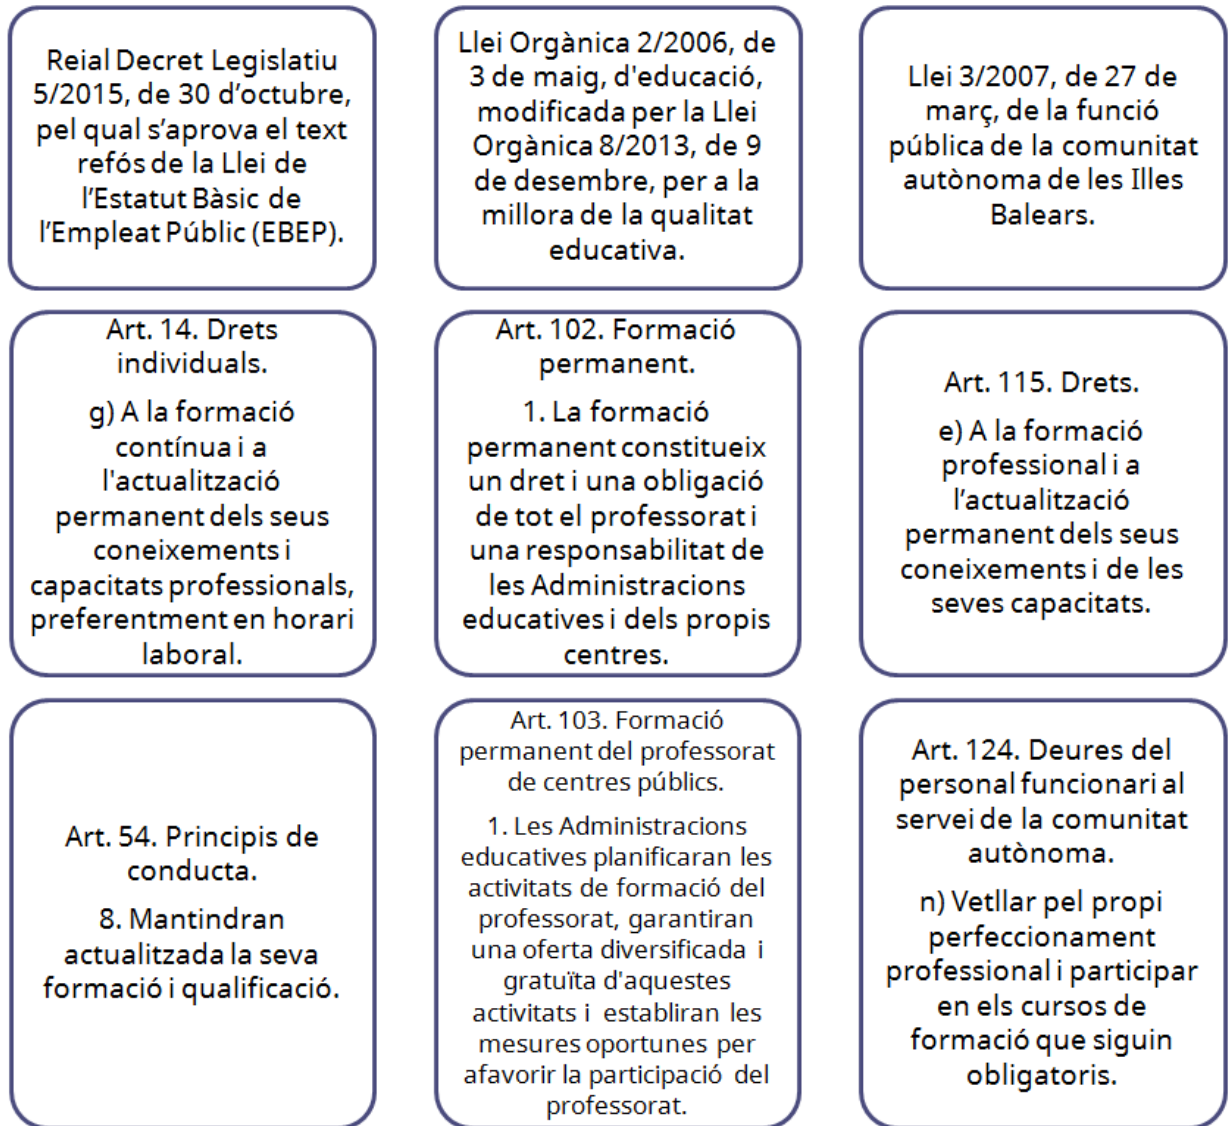 Reial Decret Legislatiu
5/2015, de 30 d’octubre,
pel qual s’aprova el text
refós de la Llei de
l’Estatut Bàsic de
l’Empleat Públic (EBEP).
Llei Orgànica 2/2006, de
3 de maig, d'educació,
modificada per la Llei
Orgànica 8/2013, de 9
de desembre, per a la
millora de la qualitat
educativa.
Llei 3/2007, de 27 de
març, de la funció
pública de la comunitat
autònoma de les Illes
Balears.
Art. 14. Drets
individuals.
g) A la formació
contínua i a
l'actualització
permanent dels seus
coneixements i
capacitats professionals,
preferentment en horari
laboral.
Art. 102. Formació
permanent.
1. La formació
permanent constitueix
un dret i una obligació
de tot el professorat i
una responsabilitat de
les Administracions
educatives i dels propis
centres.
Art. 115. Drets.
e) A la formació
professional i a
l’actualització
permanent dels seus
coneixements i de les
seves capacitats.
Art. 54. Principis de
conducta.
8. Mantindran
actualitzada la seva
formació i qualificació.
Art. 103. Formació
permanent del professorat
de centres públics.
1. Les Administracions
educatives planificaran les
activitats de formació del
professorat, garantiran
una oferta diversificada i
gratuïta d'aquestes
activitats i establiran les
mesures oportunes per
afavorir la participació del
professorat.
Art. 124. Deures del
personal funcionari al
servei de la comunitat
autònoma.
n) Vetllar pel propi
perfeccionament
professional i participar
en els cursos de
formació que siguin
obligatoris.